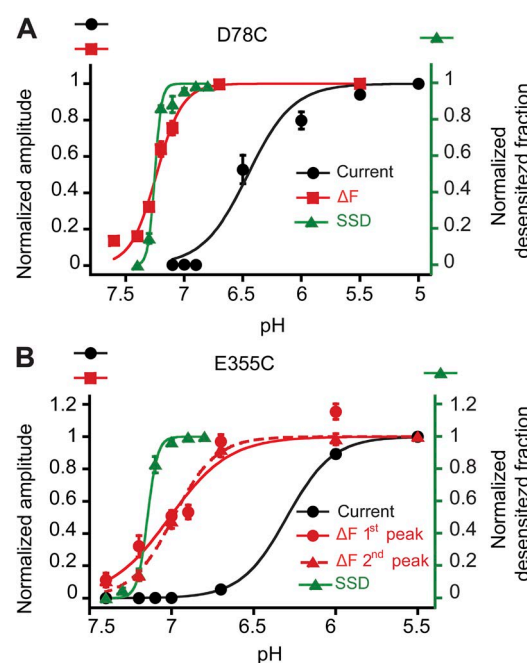 A
D78C
Normalized amplitude
1
0.8
0.6
0.4
0.2
0
Current
ΔF
SSD
1
0.8
0.6
0.4
0.2
0
Normalized
desensitezd fraction
7.5
7
6.5
6
5.5
5
pH
B
E355C
Normalized amplitude
1.2
1
0.8
0.6
0.4
0.2
0
Current
ΔF 1st peak
ΔF 2nd peak
SSD
1.2
1
0.8
0.6
0.4
0.2
0
Normalized
desensitezd fraction
7.5
7
6.5
6
5.5
pH